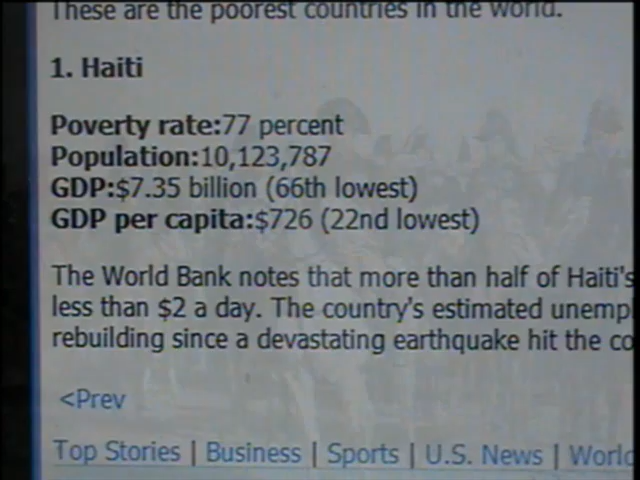 These are the poorest countries in the world.
1. Haiti
Poverty rate:77 percent
Population:10,123,787
GDP:$7.35 billion (66th lowest)
GDP per capita:$726 (22nd lowest)
The World Bank notes that more than half of Haiti's
less than $2 a day. The country's estimated unemp
rebuilding since a devastating earthquake hit the co
<Prev
Top Stories | Business | Sports | U.S. News | World